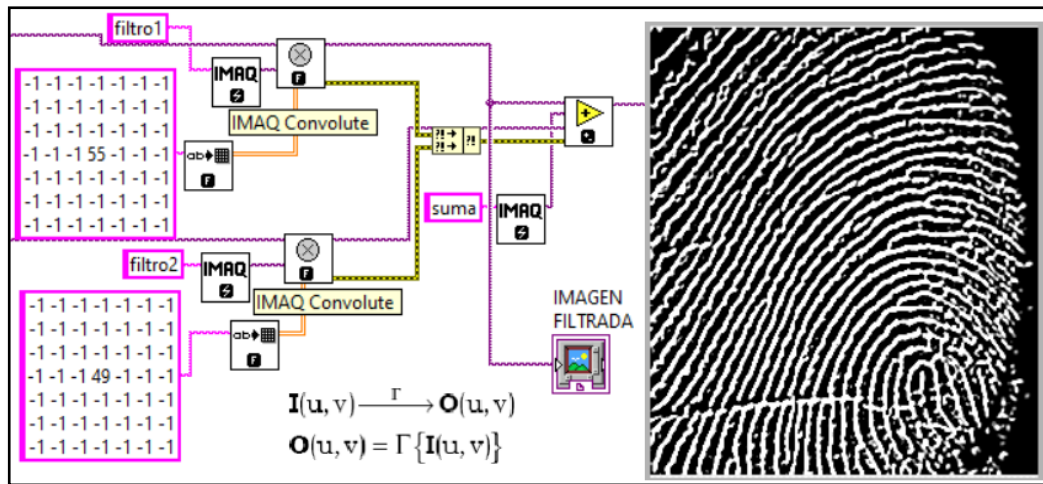 filtro1
IMAQ
F
IMAQ Convolute
-1 -1 -1 -1 -1 -1 -1
-1 -1 -1 -1 -1 -1 -1
-1 -1 -1 -1 -1 -1 -1
-1 -1 -1 55 -1 -1 -1
-1 -1 -1 -1 -1 -1 -1
-1 -1 -1 -1 -1 -1 -1
-1 -1 -1 -1 -1 -1 -1
ab
F
?! ?!
?!
+
suma
IMAQ
filtro2
IMAQ
F
IMAQ Convolute
-1 -1 -1 -1 -1 -1 -1
-1 -1 -1 -1 -1 -1 -1
-1 -1 -1 -1 -1 -1 -1
-1 -1 -1 49 -1 -1 -1
-1 -1 -1 -1 -1 -1 -1
-1 -1 -1 -1 -1 -1 -1
-1 -1 -1 -1 -1 -1 -1
ab
F
IMAGEN
FILTRADA
I(u, v) —Γ→ O(u, v)
O(u, v) = Γ{I(u, v)}